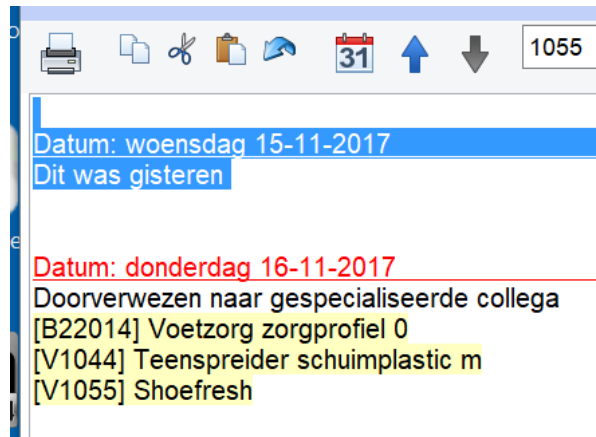 31
1055
Datum: woensdag 15-11-2017
Dit was gisteren
Datum: donderdag 16-11-2017
Doorverwezen naar gespecialiseerde collega
[B22014] Voetzorg zorgprofiel 0
[V1044] Teenspreider schuimplastic m
[V1055] Shoefresh